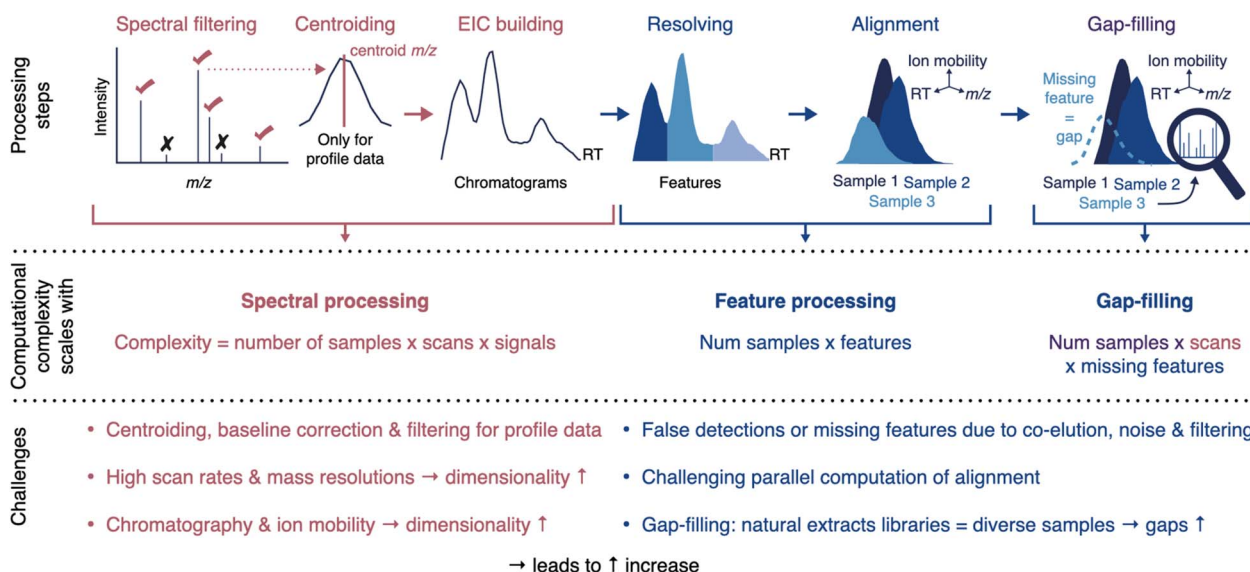 Processing
steps
Spectral filtering
Intensity
m/z
Centroiding
centroid m/z
Only for
profile data
EIC building
RT
Chromatograms
Resolving
RT
Features
Alignment
Ion mobility
RT
m/z
Sample 1 Sample 2
Sample 3
Gap-filling
Ion mobility
RT
m/z
Missing
feature
=
gap
Sample 1 Sample 2
Sample 3
Computational
complexity
scales with
Spectral processing
Complexity = number of samples x scans x signals
Feature processing
Num samples x features
Gap-filling
Num samples x scans
x missing features
Challenges
• Centroiding, baseline correction & filtering for profile data
• High scan rates & mass resolutions → dimensionality ↑
• Chromatography & ion mobility → dimensionality ↑
• False detections or missing features due to co-elution, noise & filtering
• Challenging parallel computation of alignment
• Gap-filling: natural extracts libraries = diverse samples → gaps ↑
→ leads to ↑ increase